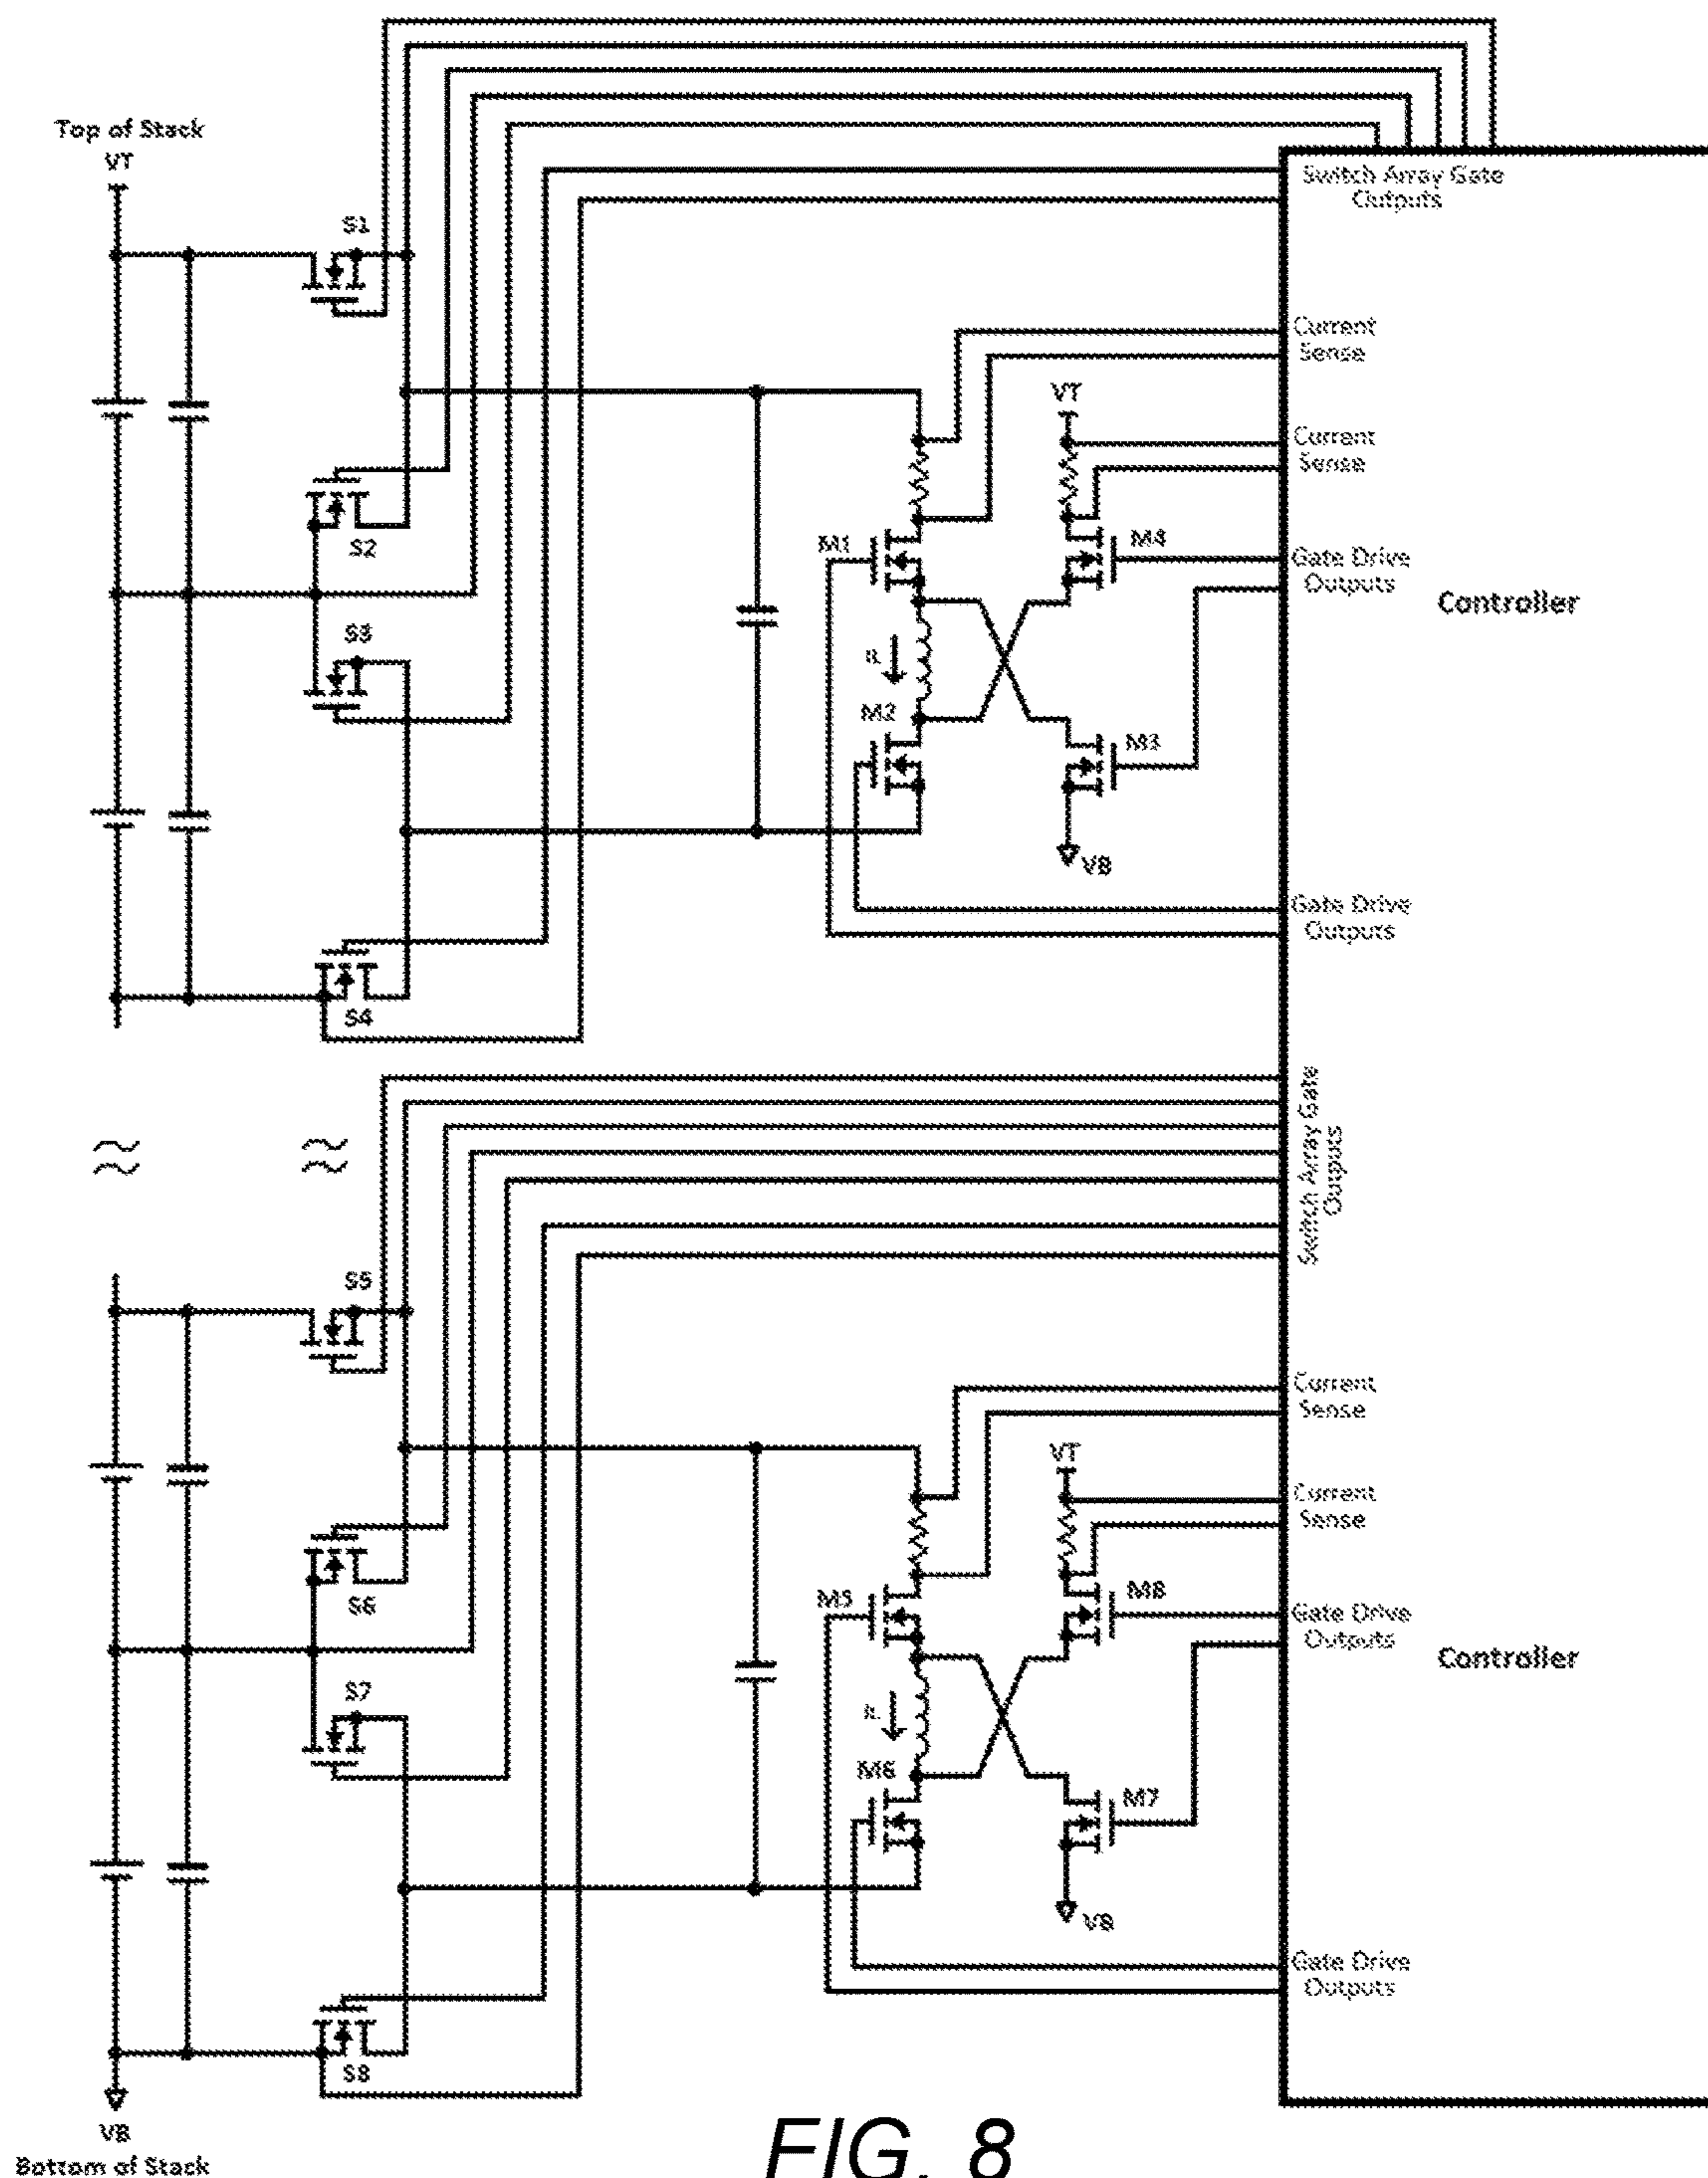 Top of Stack
VT
S1
S2
S3
S4
Switch Array Gate
Outputs
Current
Sense
VT
Current
Sense
M1
M4
Gate Drive
Outputs
Controller
IL
M2
M3
VB
Gate Drive
Outputs
Switch Array Gate
Outputs
S5
S6
S7
S8
Current
Sense
VT
Current
Sense
M5
M8
Gate Drive
Outputs
Controller
M6
M7
VB
Gate Drive
Outputs
VB
Bottom of Stack
FIG. 8